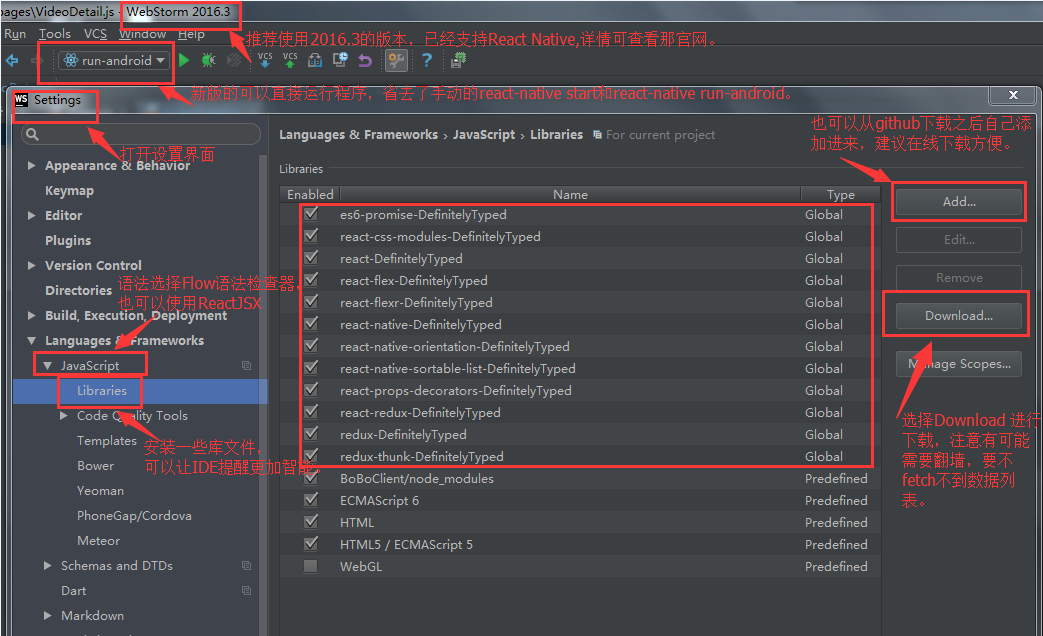 pages\VideoDetail.js - WebStorm 2016.3
Run Tools VCS Window Help
推荐使用2016.3的版本，已经支持React Native,详情可查看那官网。
run-android
VCS VCS
新版的可以直接运行程序，省去了手动的react-native start和react-native run-android。
WS Settings
x
打开设置界面
Appearance & Behavior
Keymap
Editor
Plugins
Version Control
Directories
语法选择Flow语法检查器，
也可以使用ReactJSX
Build, Execution, Deployment
Languages & Frameworks
JavaScript
Libraries
Code Quality Tools
安装一些库文件，
可以让IDE提醒更加智能。
Templates
Bower
Yeoman
PhoneGap/Cordova
Meteor
Schemas and DTDs
Dart
Markdown
Languages & Frameworks › JavaScript › Libraries For current project
Libraries
Enabled Name Type
es6-promise-DefinitelyTyped Global
react-css-modules-DefinitelyTyped Global
react-DefinitelyTyped Global
react-flex-DefinitelyTyped Global
react-flexr-DefinitelyTyped Global
react-native-DefinitelyTyped Global
react-native-orientation-DefinitelyTyped Global
react-native-sortable-list-DefinitelyTyped Global
react-props-decorators-DefinitelyTyped Global
react-redux-DefinitelyTyped Global
redux-DefinitelyTyped Global
redux-thunk-DefinitelyTyped Global
BoBoClient/node_modules Predefined
ECMAScript 6 Predefined
HTML Predefined
HTML5 / ECMAScript 5 Predefined
WebGL Predefined
也可以从github下载之后自己添
加进来，建议在线下载方便。
Add...
Edit...
Remove
Download...
Manage Scopes...
选择Download 进行
下载，注意有可能
需要翻墙，要不
fetch不到数据列
表。